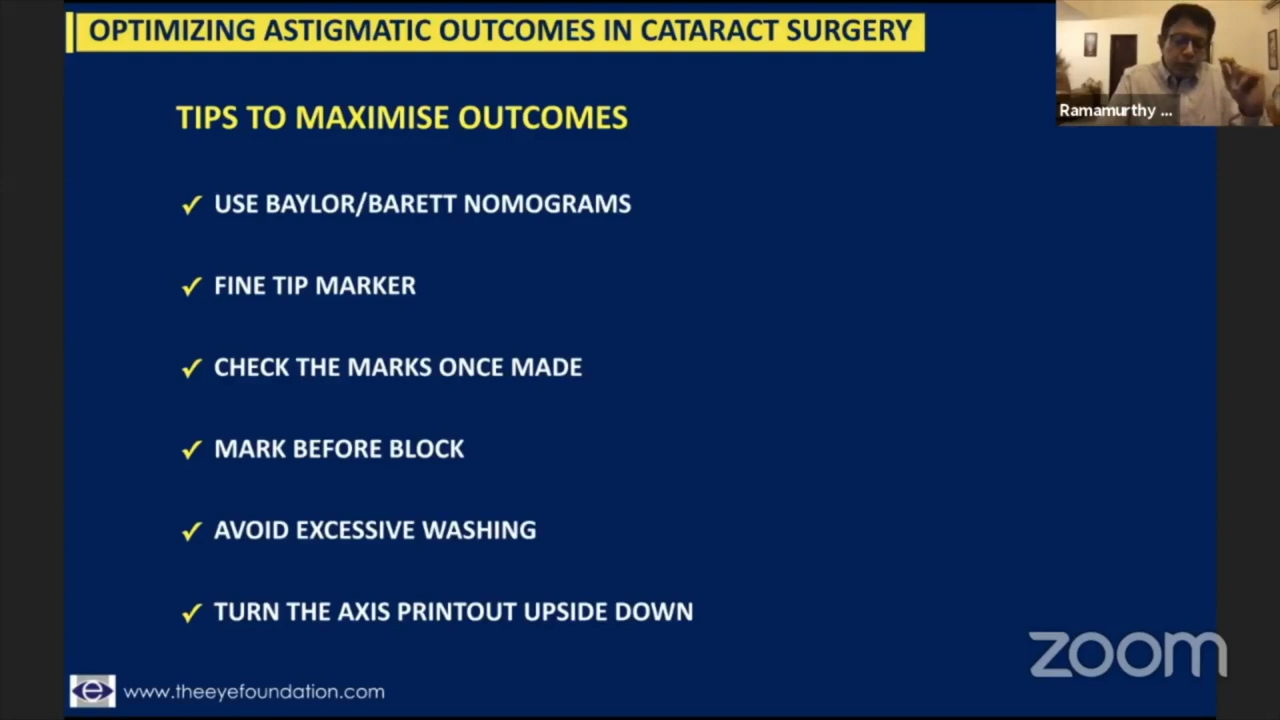 OPTIMIZING ASTIGMATIC OUTCOMES IN CATARACT SURGERY
Ramamurthy ...
TIPS TO MAXIMISE OUTCOMES
✓ USE BAYLOR/BARETT NOMOGRAMS
✓ FINE TIP MARKER
✓ CHECK THE MARKS ONCE MADE
✓ MARK BEFORE BLOCK
✓ AVOID EXCESSIVE WASHING
✓ TURN THE AXIS PRINTOUT UPSIDE DOWN
zoom
e www.theeyefoundation.com